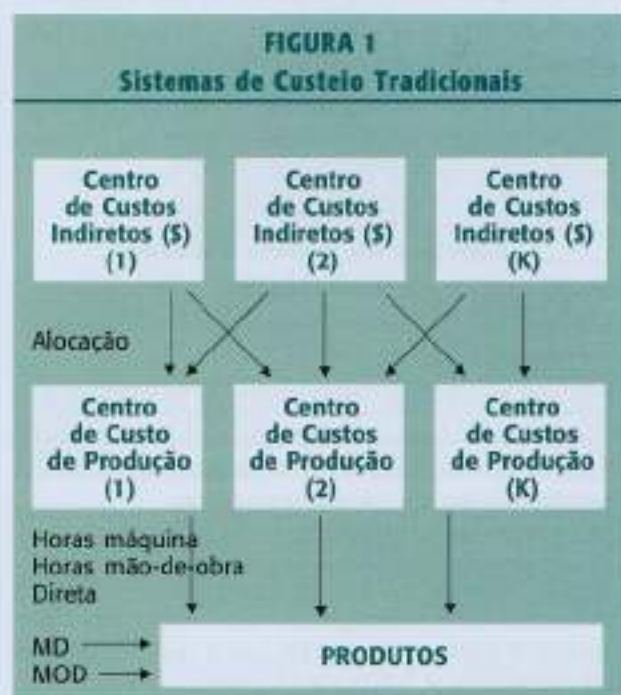 FIGURA 1
Sistemas de Custeio Tradicionais
Centro
de Custos
Indiretos ($)
(1)
Centro
de Custos
Indiretos ($)
(2)
Centro
de Custos
Indiretos ($)
(K)
Alocação
Centro
de Custo
de Produção
(1)
Centro
de Custos
de Produção
(2)
Centro
de Custos
de Produção
(K)
Horas máquina
Horas mão-de-obra
Direta
MD
MOD
PRODUTOS